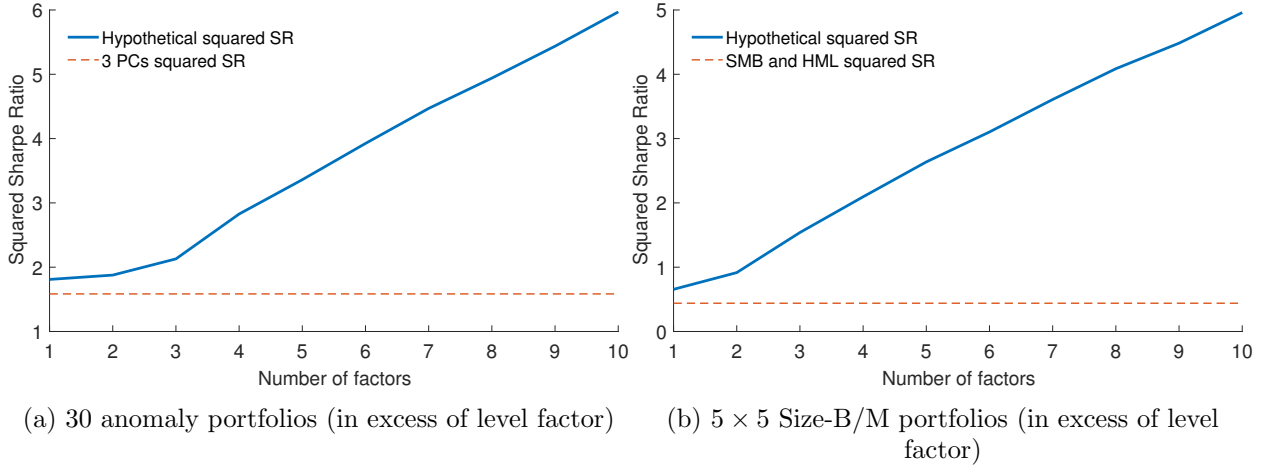 6
5
4
3
2
1
Squared Sharpe Ratio
Hypothetical squared SR
3 PCs squared SR
1 2 3 4 5 6 7 8 9 10
Number of factors
(a) 30 anomaly portfolios (in excess of level factor)
5
4
3
2
1
0
Squared Sharpe Ratio
Hypothetical squared SR
SMB and HML squared SR
1 2 3 4 5 6 7 8 9 10
Number of factors
(b) 5 × 5 Size-B/M portfolios (in excess of level
factor)